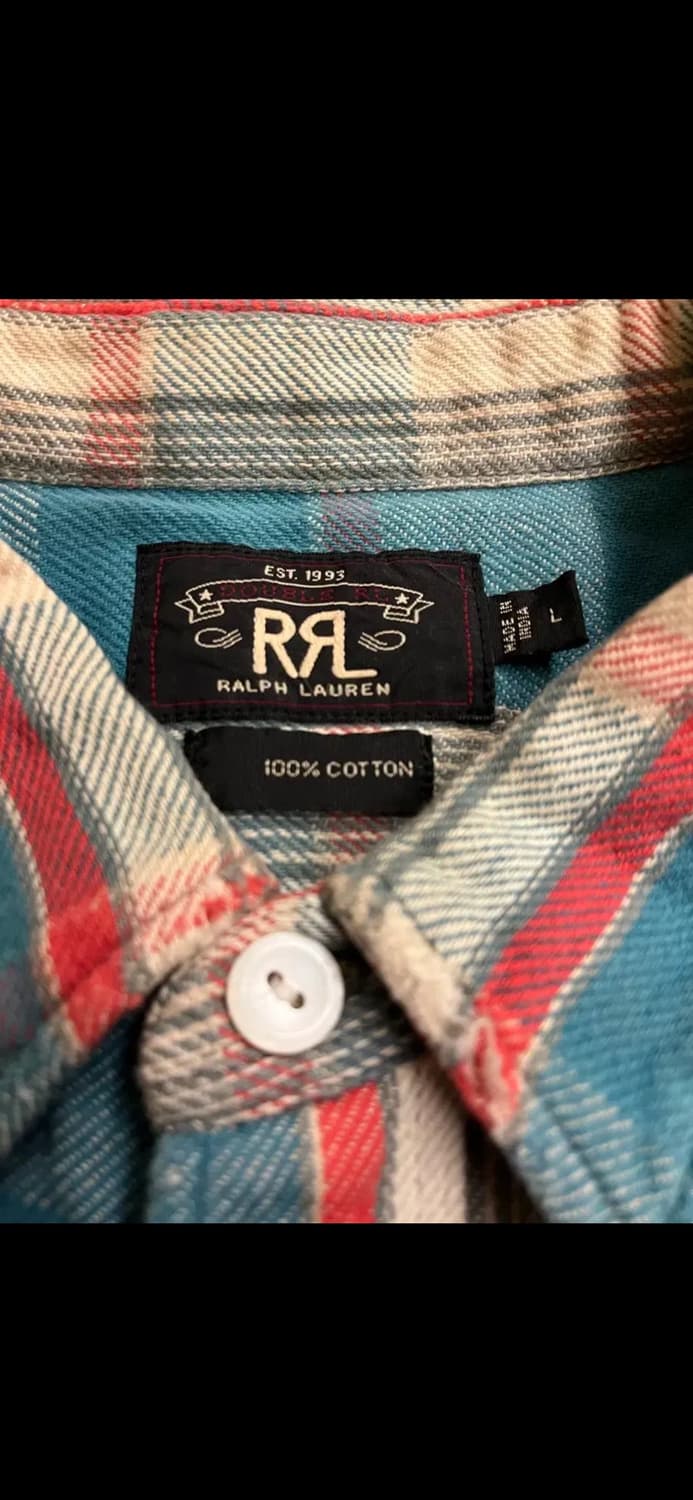 EST. 1993
DOUBLE RL
RRL
RALPH LAUREN
MADE IN
INDIA
L
100% COTTON